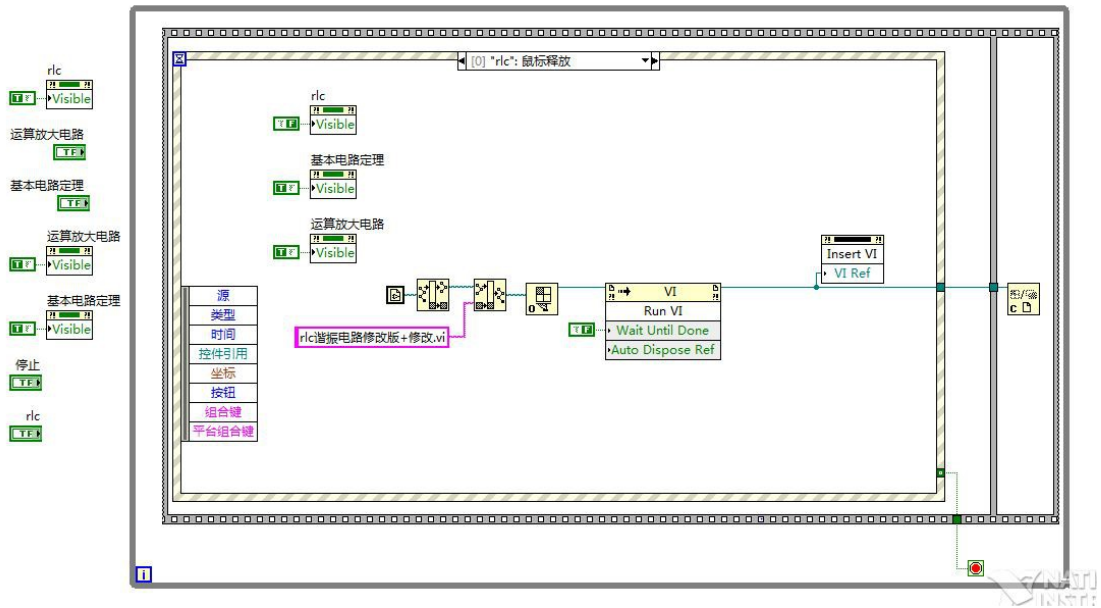 rlc
Visible
运算放大电路
TF
基本电路定理
TF
运算放大电路
Visible
基本电路定理
Visible
停止
TF
rlc
TF
[0] "rlc": 鼠标释放
rlc
Visible
基本电路定理
Visible
运算放大电路
Visible
源
类型
时间
控件引用
坐标
按钮
组合键
平台组合键
rlc谐振电路修改版+修改.vi
VI
Run VI
Wait Until Done
Auto Dispose Ref
Insert VI
VI Ref
i